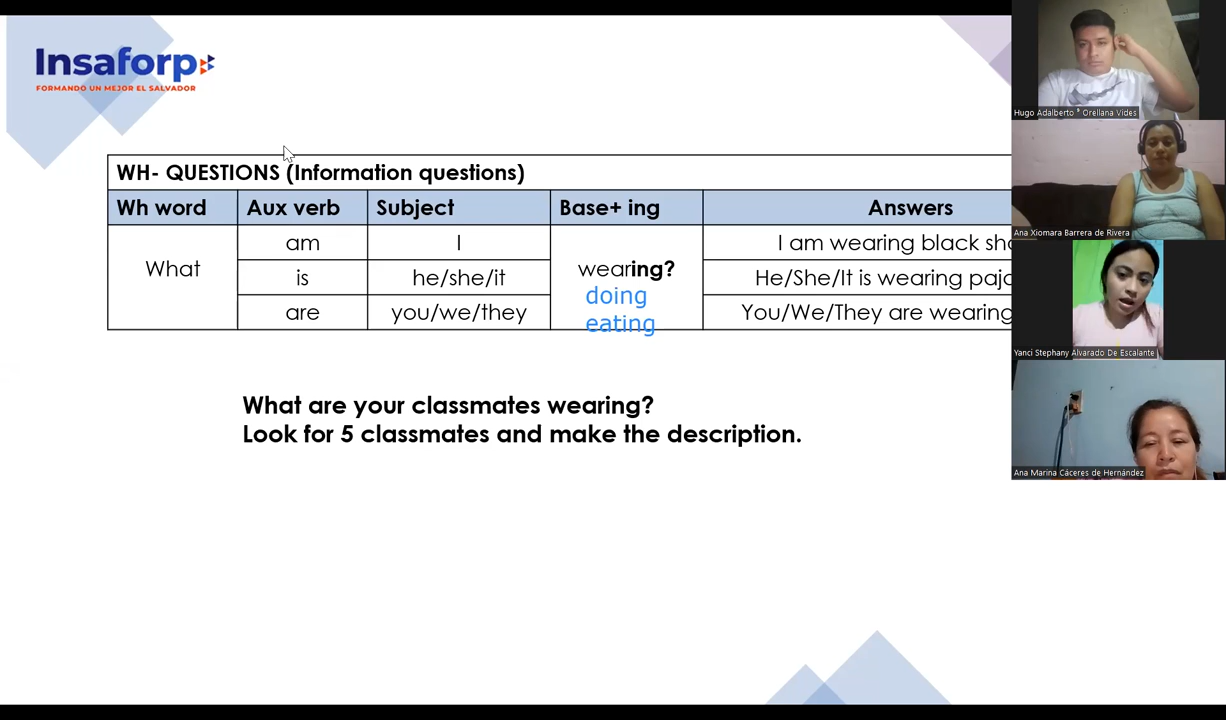 Insaforp
FORMANDO UN MEJOR EL SALVADOR
WH- QUESTIONS (Information questions)
Wh word Aux verb Subject Base+ ing Answers
What
am I I am wearing black
is he/she/it wearing? He/She/It is wearing
doing
are you/we/they You/We/They are wearing
eating
What are your classmates wearing?
Look for 5 classmates and make the description.
Hugo Adalberto * Orellana Vides
Ana Xiomara Barrera de Rivera
Yanci Stephany Alvarado De Escalante
Ana Marina Cáceres de Hernández